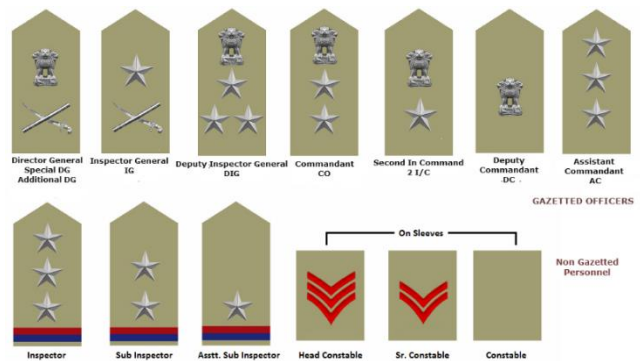 Director General
Special DG
Additional DG
Inspector General
IG
Deputy Inspector General
DIG
Commandant
CO
Second In Command
2 I/C
Deputy
Commandant
DC
Assistant
Commandant
AC
GAZETTED OFFICERS
On Sleeves
Non Gazetted
Personnel
Inspector
Sub Inspector
Asstt. Sub Inspector
Head Constable
Sr. Constable
Constable